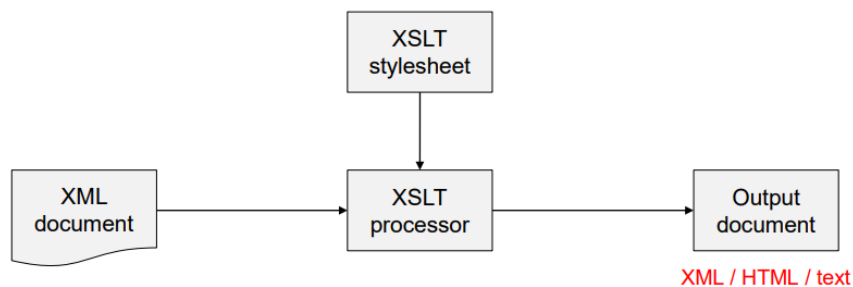 XSLT
stylesheet
XML
document
XSLT
processor
Output
document
XML / HTML / text